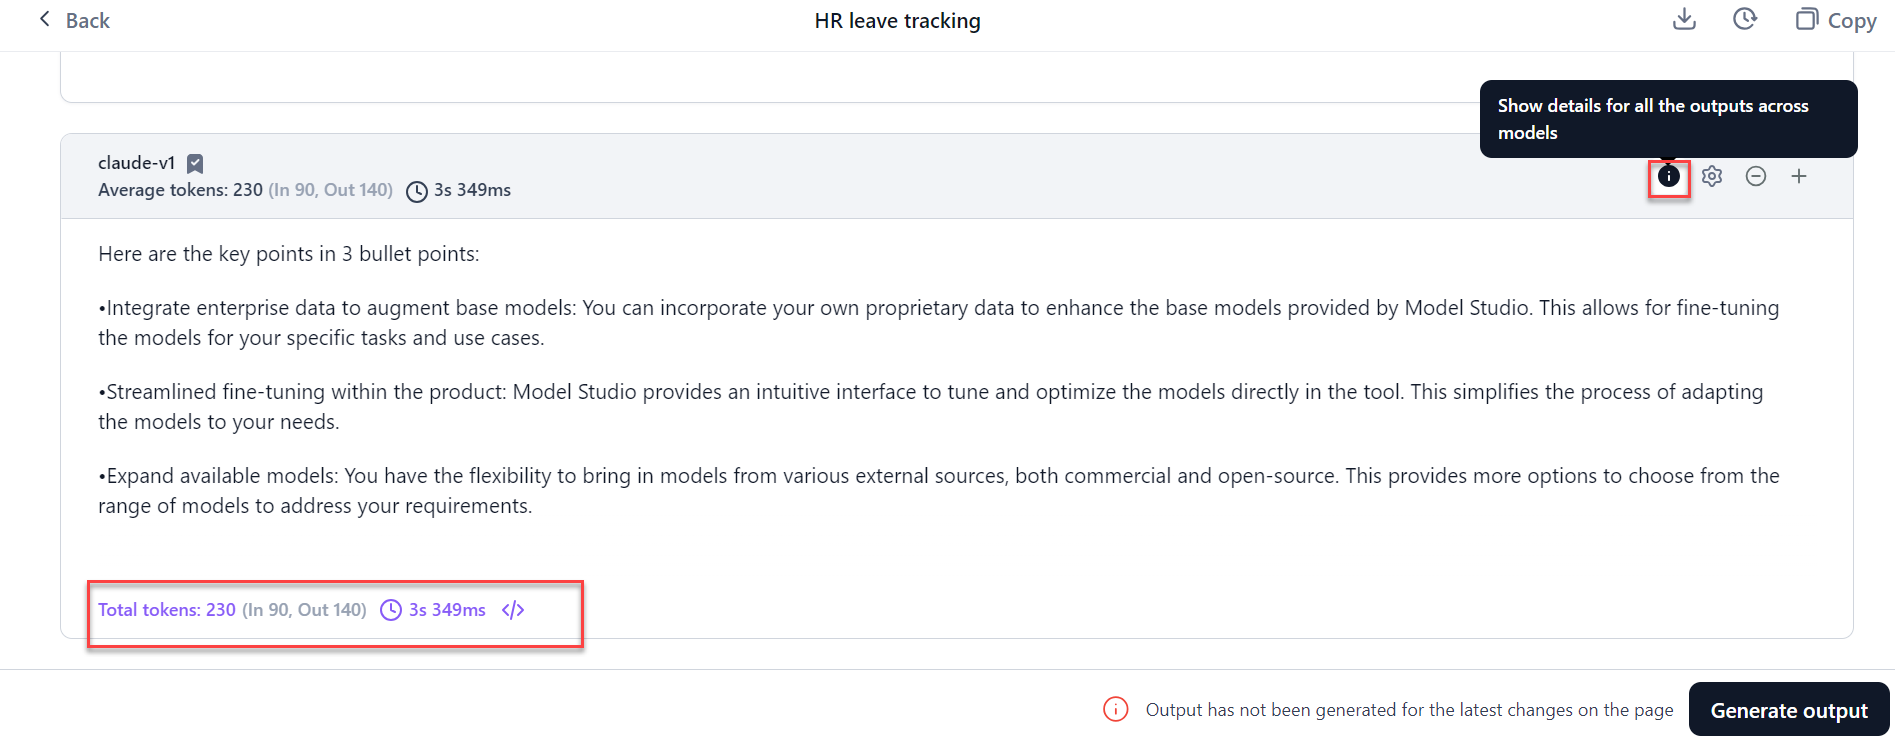 Back
HR leave tracking
Copy
Show details for all the outputs across
models
claude-v1
Average tokens: 230 (In 90, Out 140) 3s 349ms
Here are the key points in 3 bullet points:
•Integrate enterprise data to augment base models: You can incorporate your own proprietary data to enhance the base models provided by Model Studio. This allows for fine-tuning
the models for your specific tasks and use cases.
•Streamlined fine-tuning within the product: Model Studio provides an intuitive interface to tune and optimize the models directly in the tool. This simplifies the process of adapting
the models to your needs.
•Expand available models: You have the flexibility to bring in models from various external sources, both commercial and open-source. This provides more options to choose from the
range of models to address your requirements.
Total tokens: 230 (In 90, Out 140) 3s 349ms </>
Output has not been generated for the latest changes on the page
Generate output